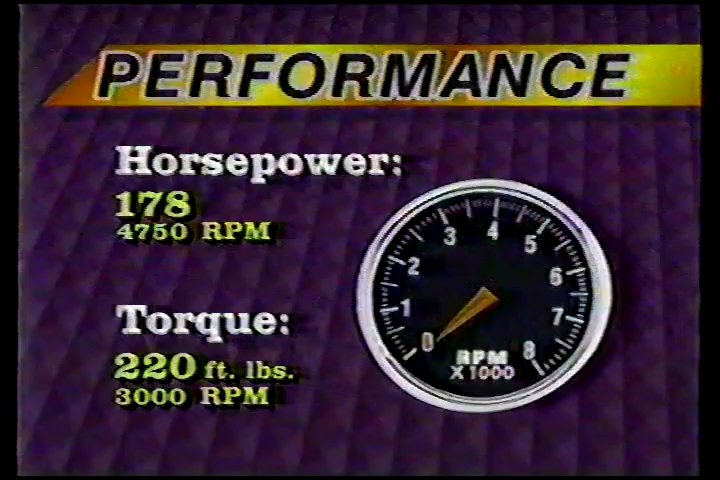 PERFORMANCE
Horsepower:
178
4750 RPM
Torque:
220 ft. lbs.
3000 RPM
0
1
2
3
4
5
6
7
8
RPM
X 1000